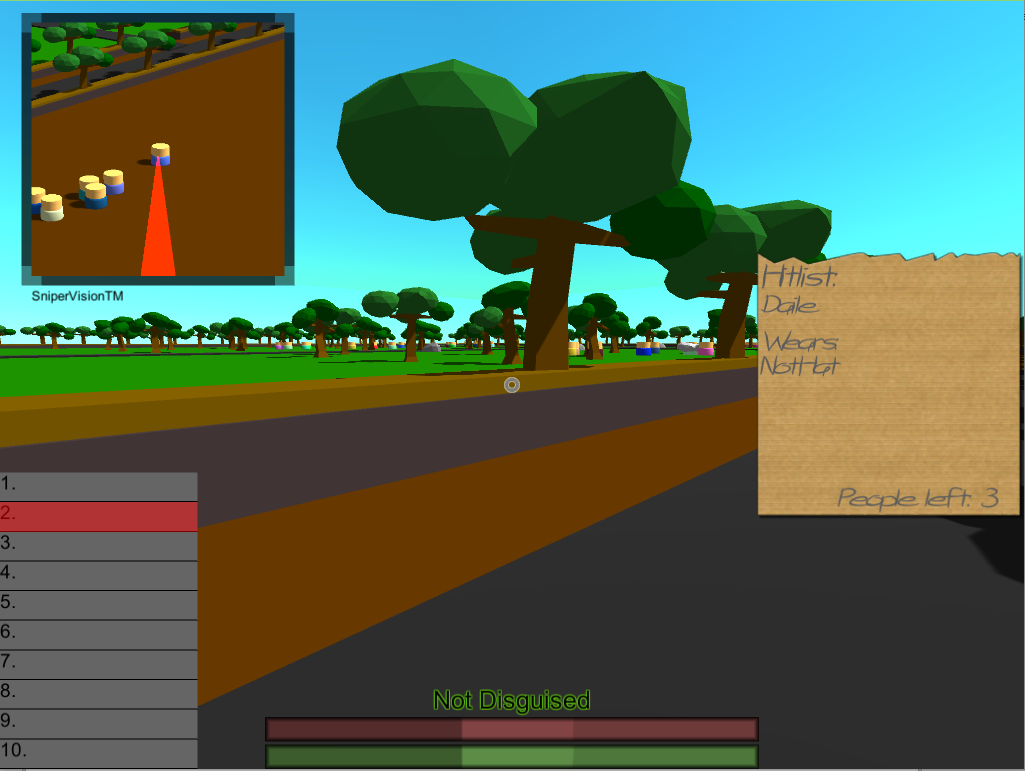 SniperVisionTM
Hitlist:
Dale
Wears
NotHat
People left: 3
1.
2.
3.
4.
5.
6.
7.
8.
9.
10.
Not Disguised